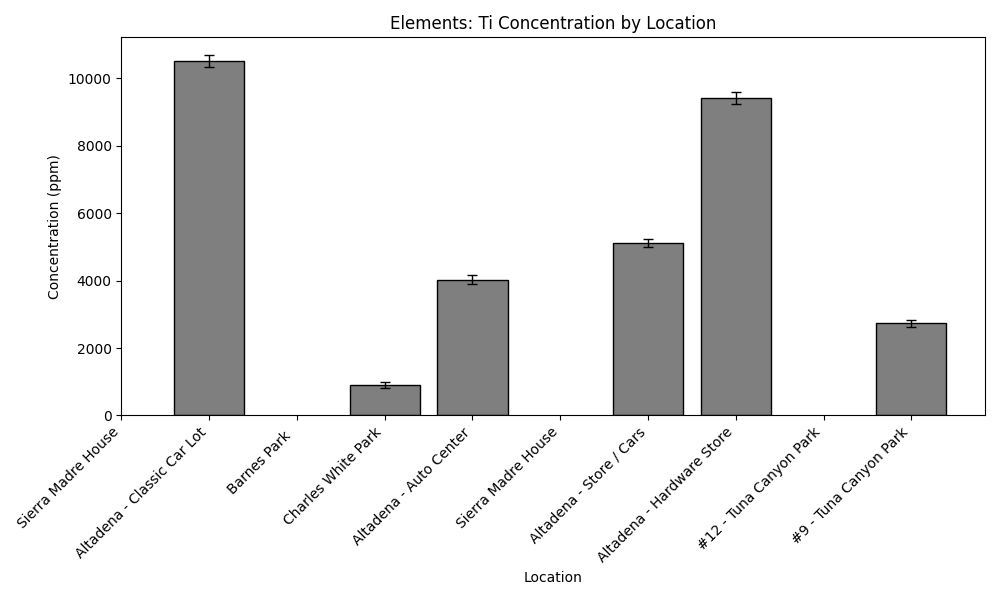 Elements: Ti Concentration by Location
Concentration (ppm)
10000
8000
6000
4000
2000
0
Sierra Madre House
Altadena - Classic Car Lot
Barnes Park
Charles White Park
Altadena - Auto Center
Sierra Madre House
Altadena - Store / Cars
Altadena - Hardware Store
#12 - Tuna Canyon Park
#9 - Tuna Canyon Park
Location